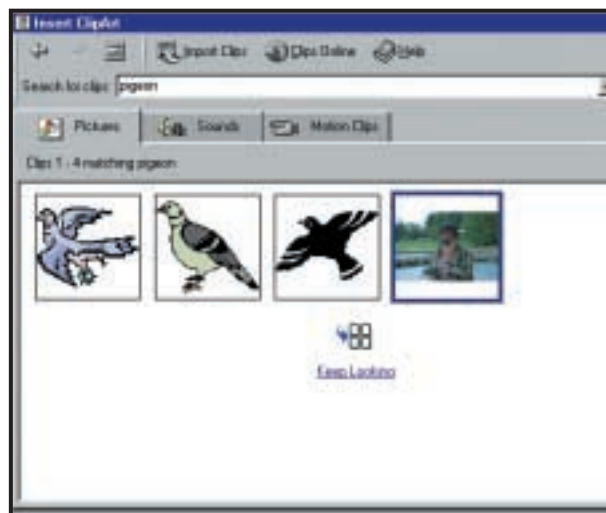 Insert ClipArt
Import Clips Clips Online Help
Search for clips: pigeon
Pictures Sounds Motion Clips
Clips 1 - 4 matching pigeon
Keep Looking